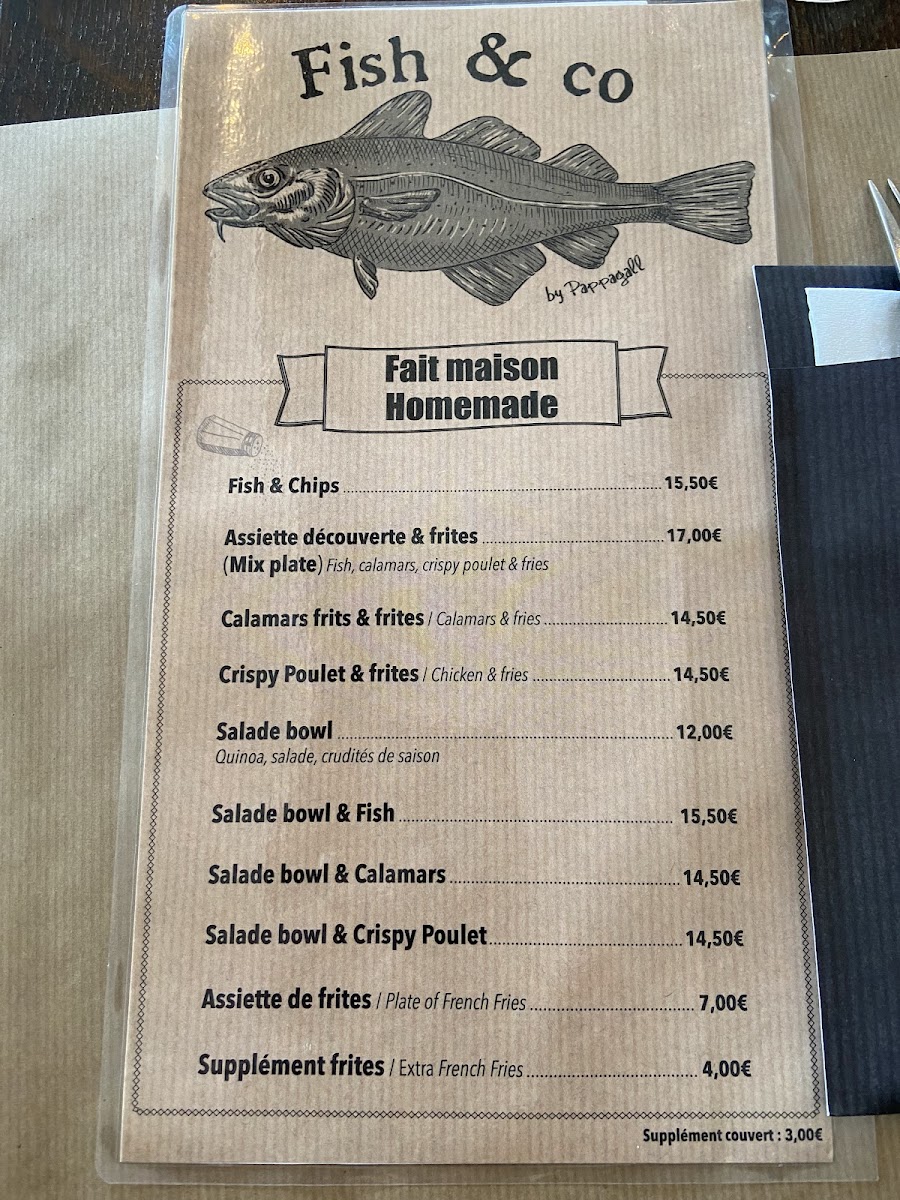 Fish & co
by Pappagall
Fait maison
Homemade
Fish & Chips 15,50€
Assiette découverte & frites 17,00€
(Mix plate) Fish, calamars, crispy poulet & fries
Calamars frits & frites / Calamars & fries 14,50€
Crispy Poulet & frites / Chicken & fries 14,50€
Salade bowl 12,00€
Quinoa, salade, crudités de saison
Salade bowl & Fish 15,50€
Salade bowl & Calamars 14,50€
Salade bowl & Crispy Poulet 14,50€
Assiette de frites / Plate of French Fries 7,00€
Supplément frites / Extra French Fries 4,00€
Supplément couvert : 3,00€